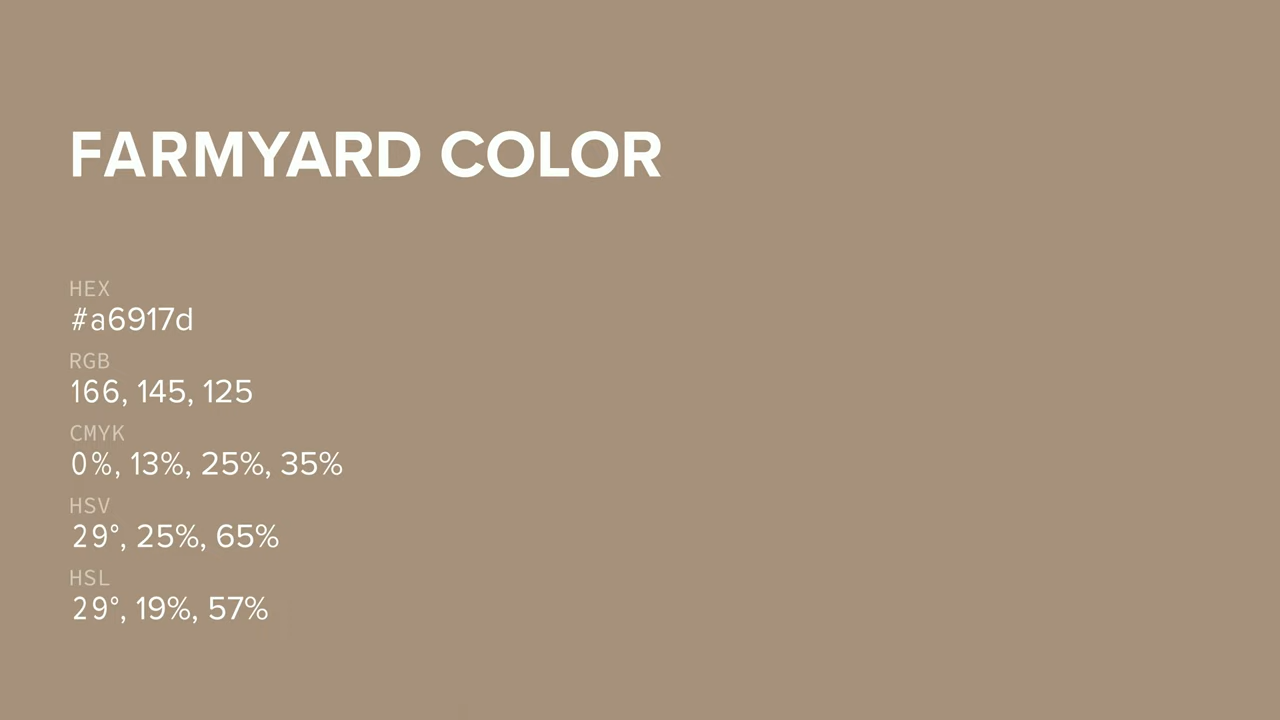 FARMYARD COLOR
HEX
#a6917d
RGB
166, 145, 125
CMYK
0%, 13%, 25%, 35%
HSV
29°, 25%, 65%
HSL
29°, 19%, 57%